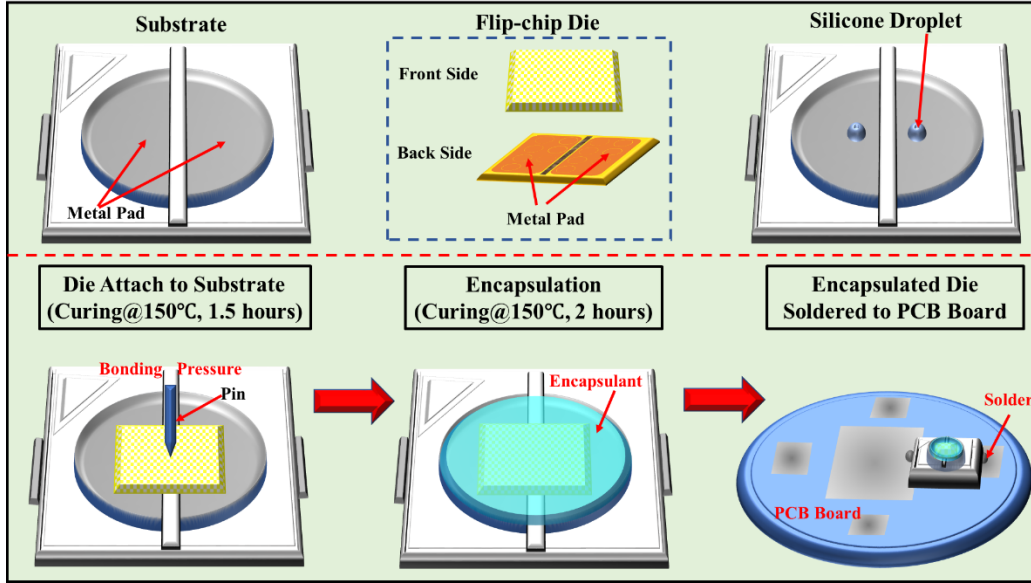 Substrate
Flip-chip Die
Silicone Droplet
Front Side
Back Side
Metal Pad
Metal Pad
Die Attach to Substrate
(Curing@150℃, 1.5 hours)
Encapsulation
(Curing@150℃, 2 hours)
Encapsulated Die
Soldered to PCB Board
Bonding Pressure
Pin
Encapsulant
Solder
PCB Board